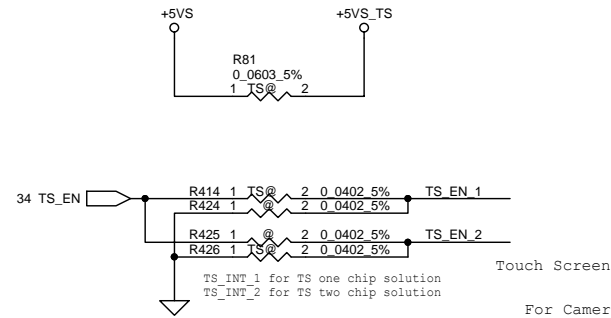 +5VS +5VS_TS
R81
0_0603_5%
1 TS@ 2
34 TS_EN
R414 1 TS@ 2 0_0402_5% TS_EN_1
R424 1 @ 2 0_0402_5%
R425 1 @ 2 0_0402_5% TS_EN_2
R426 1 TS@ 2 0_0402_5%
TS_INT_1 for TS one chip solution
TS_INT_2 for TS two chip solution
Touch Screen
For Camer